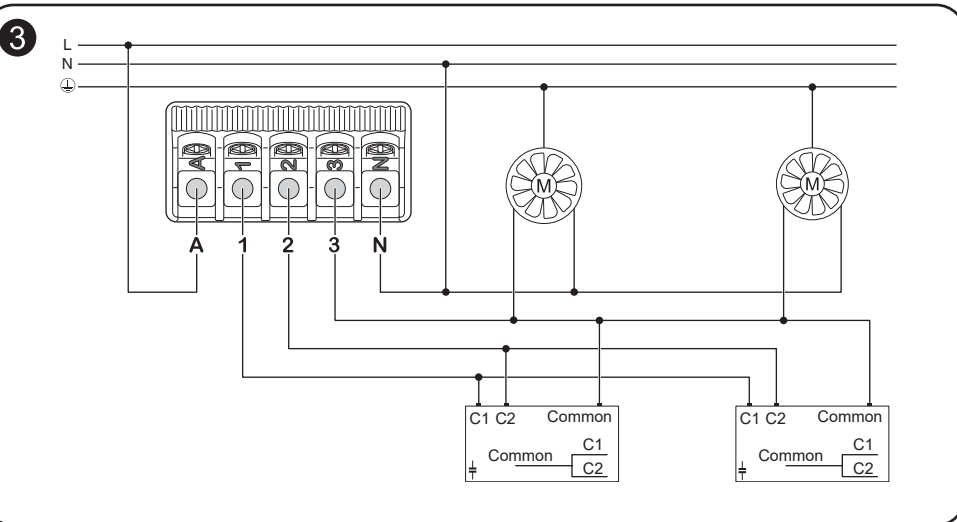 3
L
N
A 1 2 3 N
M M
A 1 2 3 N
C1 C2 Common C1 C2 Common
Common C1 Common C1
C2 C2